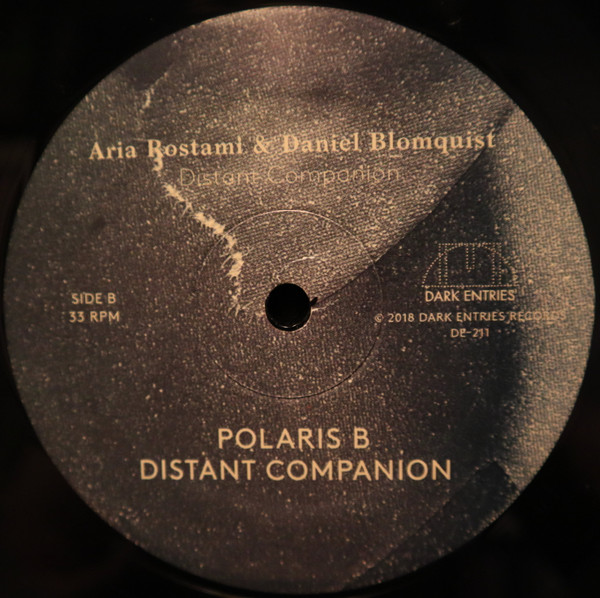 Aria Rostami & Daniel Blomquist
Distant Companion
SIDE B
33 RPM
DARK ENTRIES
℗ 2018 DARK ENTRIES RECORDS
DE-211
POLARIS B
DISTANT COMPANION